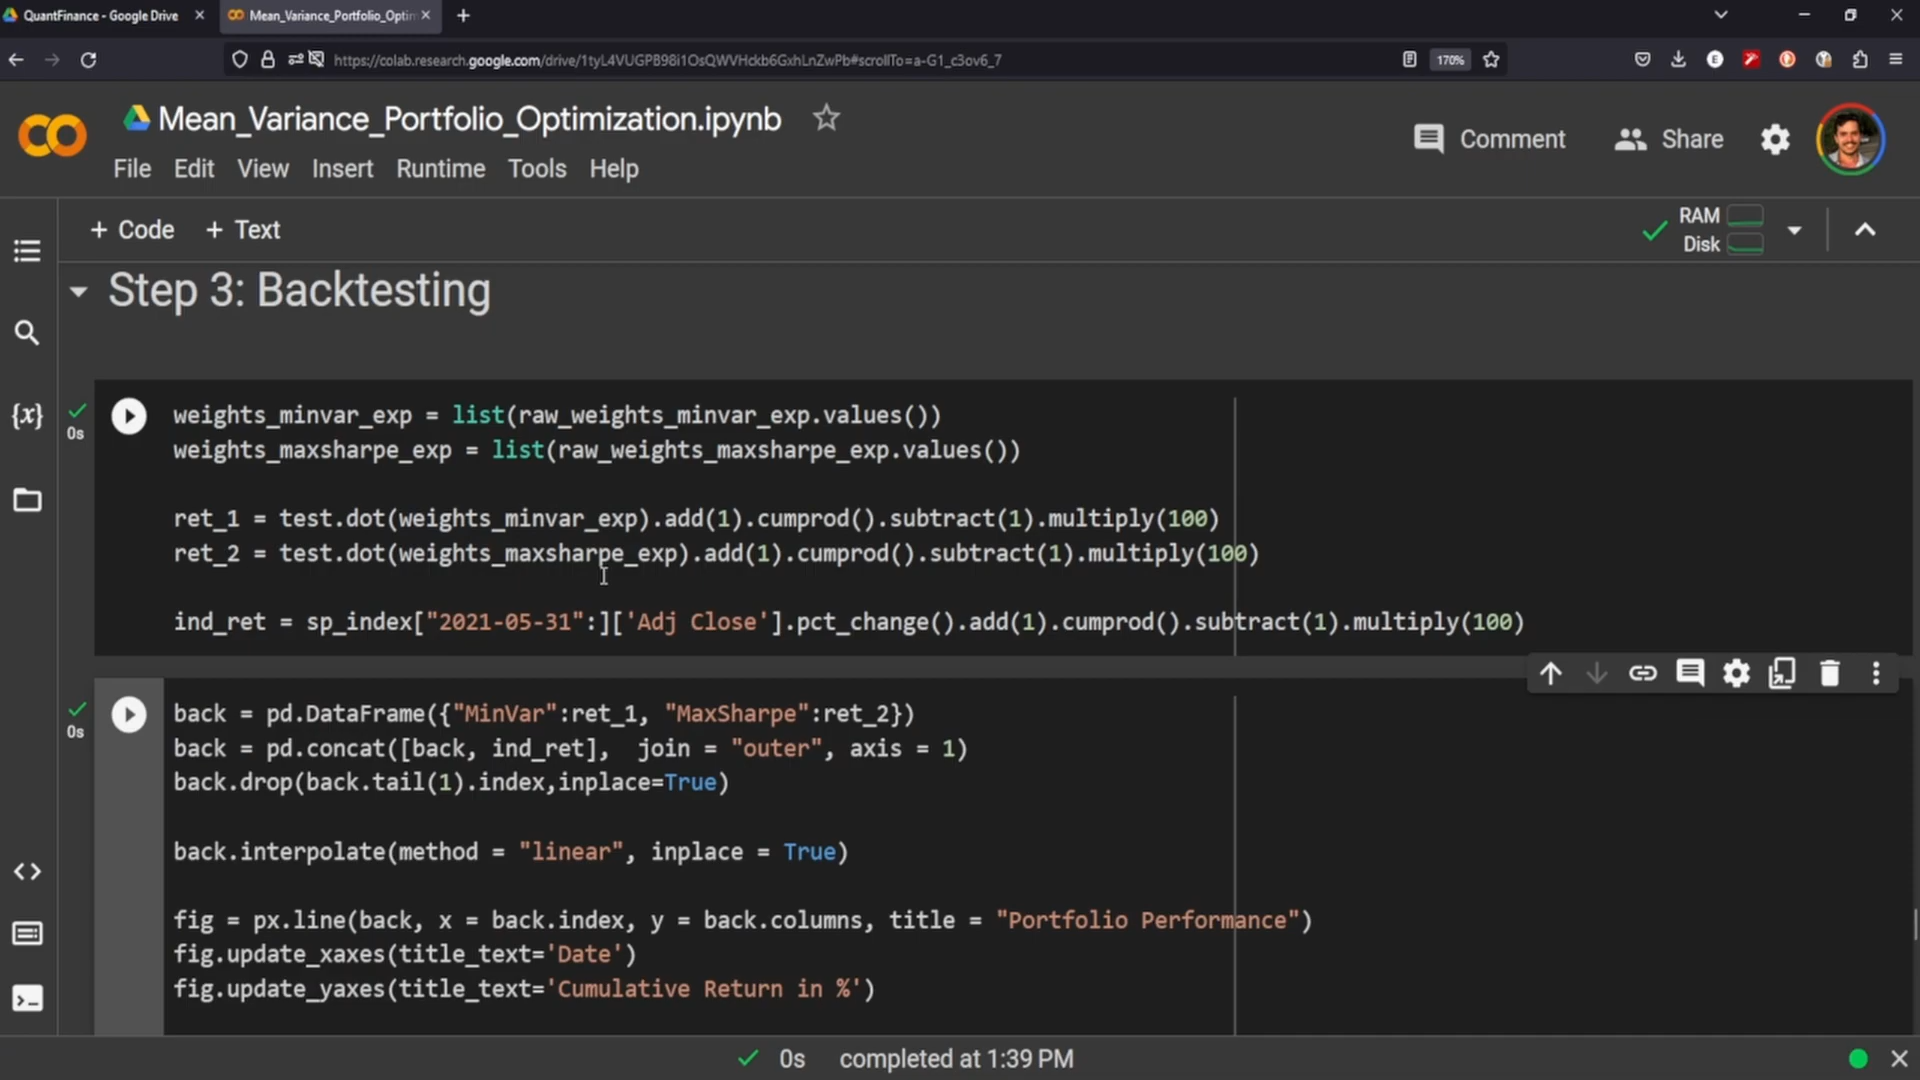 QuantFinance - Google Drive
Mean_Variance_Portfolio_Optim
https://colab.research.google.com/drive/1tyL4VUGPB98i1OsQWVHckb6GxhLnZwPb#scrollTo=a-G1_c3ov6_7
170%
Mean_Variance_Portfolio_Optimization.ipynb
Comment
Share
File Edit View Insert Runtime Tools Help
+ Code + Text
RAM
Disk
Step 3: Backtesting
{x}
0s
weights_minvar_exp = list(raw_weights_minvar_exp.values())
weights_maxsharpe_exp = list(raw_weights_maxsharpe_exp.values())
ret_1 = test.dot(weights_minvar_exp).add(1).cumprod().subtract(1).multiply(100)
ret_2 = test.dot(weights_maxsharpe_exp).add(1).cumprod().subtract(1).multiply(100)
ind_ret = sp_index["2021-05-31":]['Adj Close'].pct_change().add(1).cumprod().subtract(1).multiply(100)
0s
back = pd.DataFrame({"MinVar":ret_1, "MaxSharpe":ret_2})
back = pd.concat([back, ind_ret],  join = "outer", axis = 1)
back.drop(back.tail(1).index,inplace=True)
back.interpolate(method = "linear", inplace = True)
fig = px.line(back, x = back.index, y = back.columns, title = "Portfolio Performance")
fig.update_xaxes(title_text='Date')
fig.update_yaxes(title_text='Cumulative Return in %')
0s completed at 1:39 PM